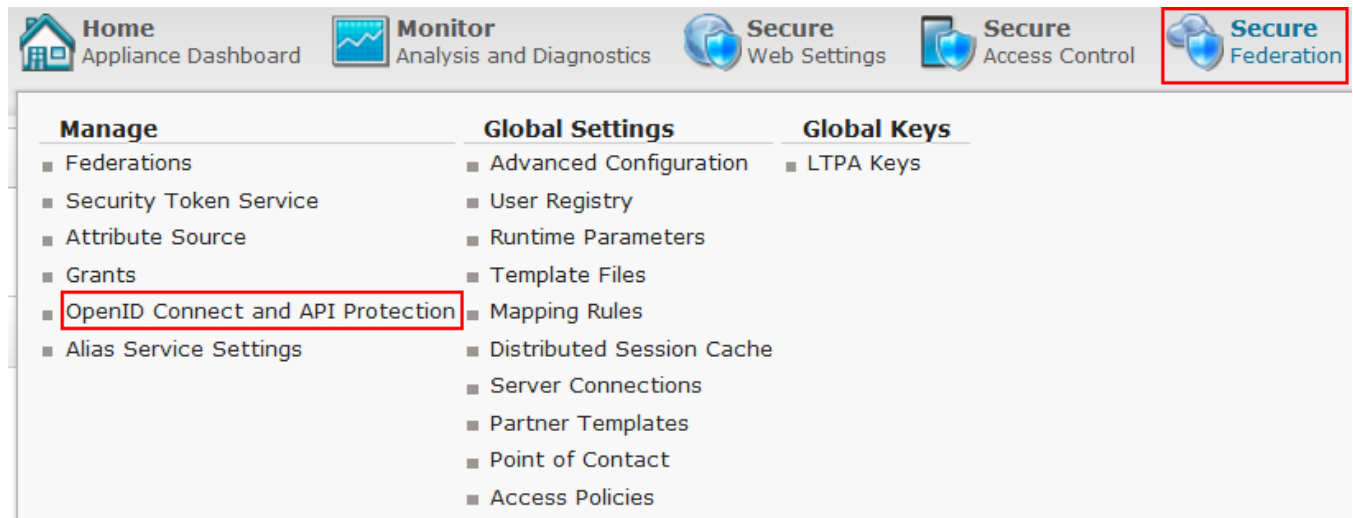 Home Monitor Secure Secure Secure
Appliance Dashboard Analysis and Diagnostics Web Settings Access Control Federation
Manage Global Settings Global Keys
Federations Advanced Configuration LTPA Keys
Security Token Service User Registry
Attribute Source Runtime Parameters
Grants Template Files
OpenID Connect and API Protection Mapping Rules
Alias Service Settings Distributed Session Cache
Server Connections
Partner Templates
Point of Contact
Access Policies